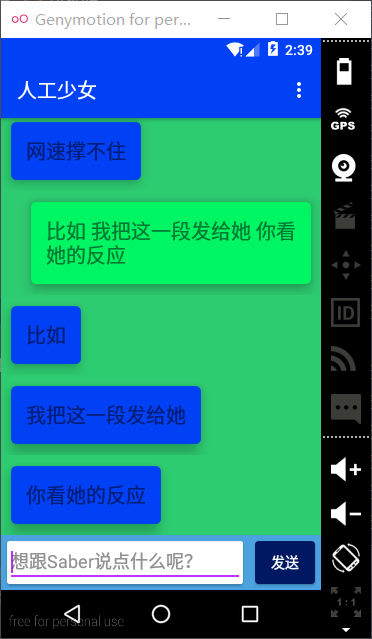 Genymotion for per...
2:39
人工少女
GPS
网速撑不住
比如 我把这一段发给她 你看
她的反应
ID
比如
我把这一段发给她
你看她的反应
想跟Saber说点什么呢?
发送
1:1
free for personal use